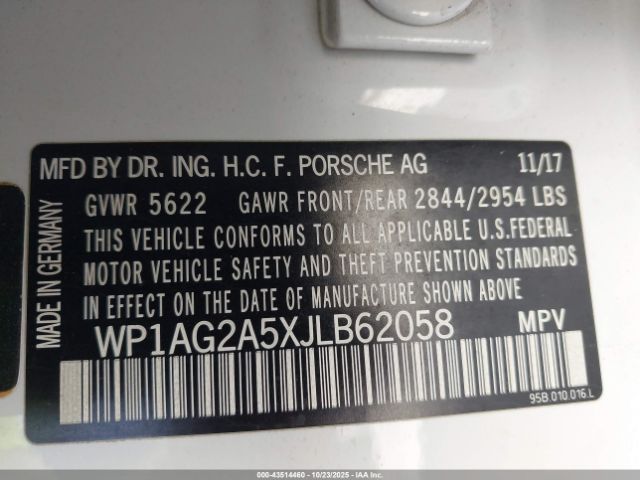 MFD BY DR. ING. H.C. F. PORSCHE AG 11/17
GVWR 5622 GAWR FRONT/REAR 2844/2954 LBS
THIS VEHICLE CONFORMS TO ALL APPLICABLE U.S.FEDERAL
MOTOR VEHICLE SAFETY AND THEFT PREVENTION STANDARDS
IN EFFECT ON THE DATE OF MANUFACTURE SHOWN ABOVE.
WP1AG2A5XJLB62058 MPV
MADE IN GERMANY
95B.010.016.L
000-43514460 - 10/23/2025 - iaai.com